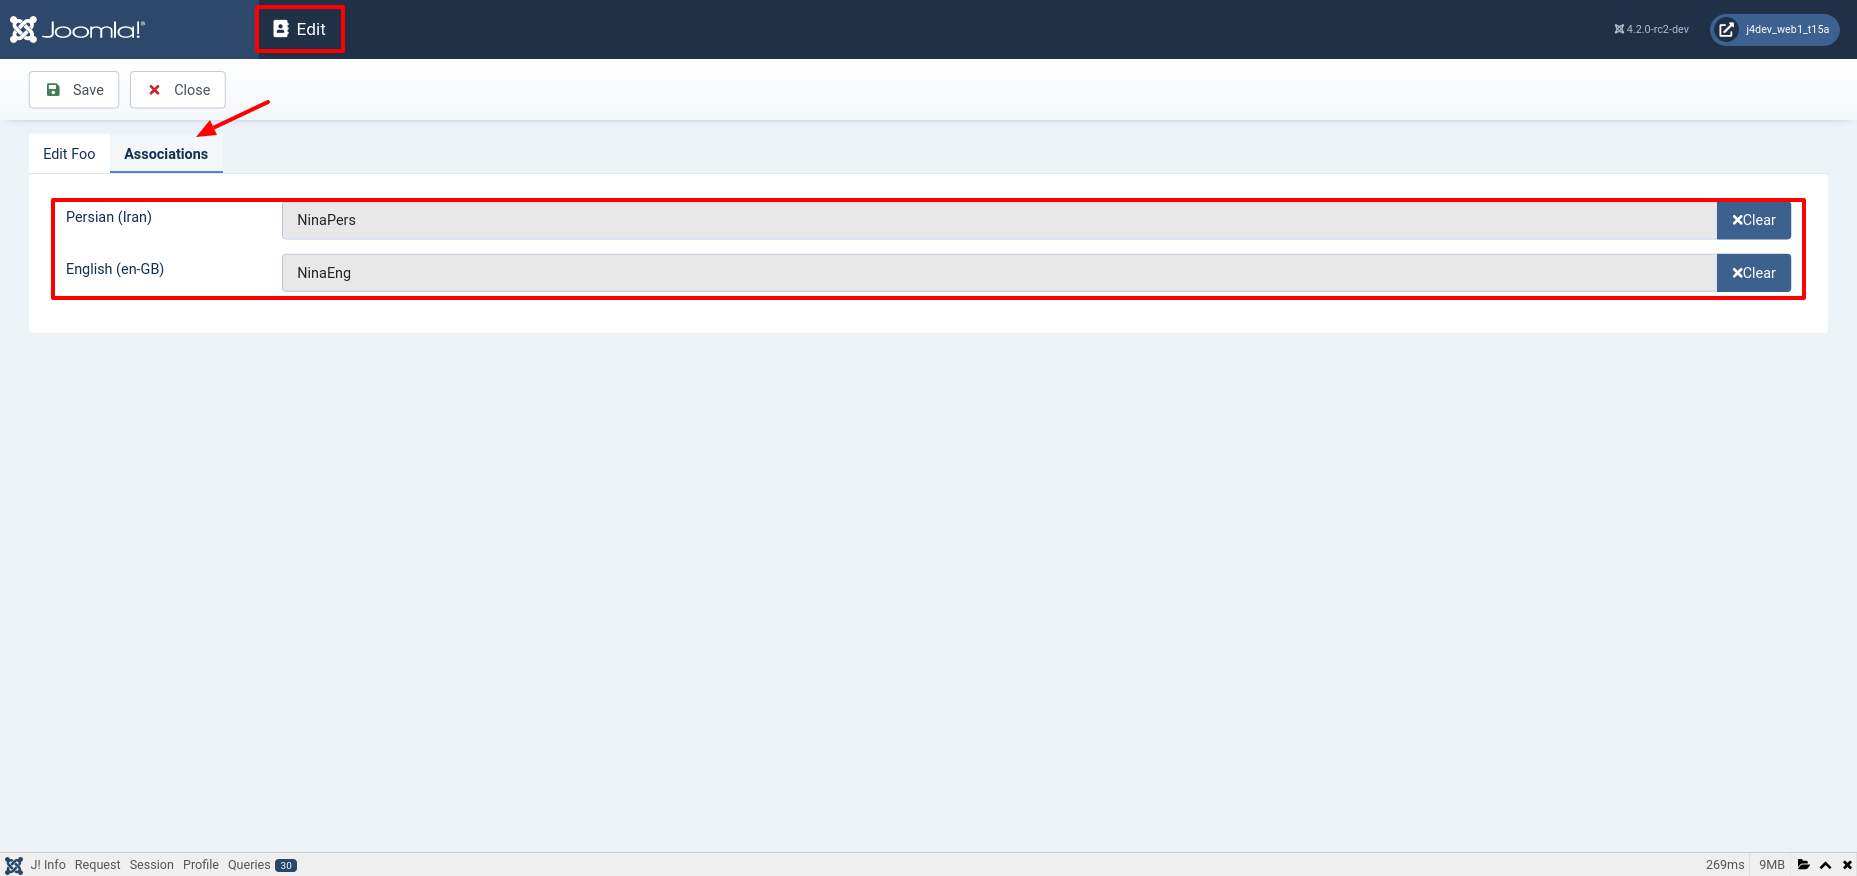 Joomla!® Edit 4.2.0-rc2-dev j4dev_web1_t15a
Save Close
Edit Foo Associations
Persian (Iran) NinaPers Clear
English (en-GB) NinaEng Clear
J! Info Request Session Profile Queries 30 269ms 9MB